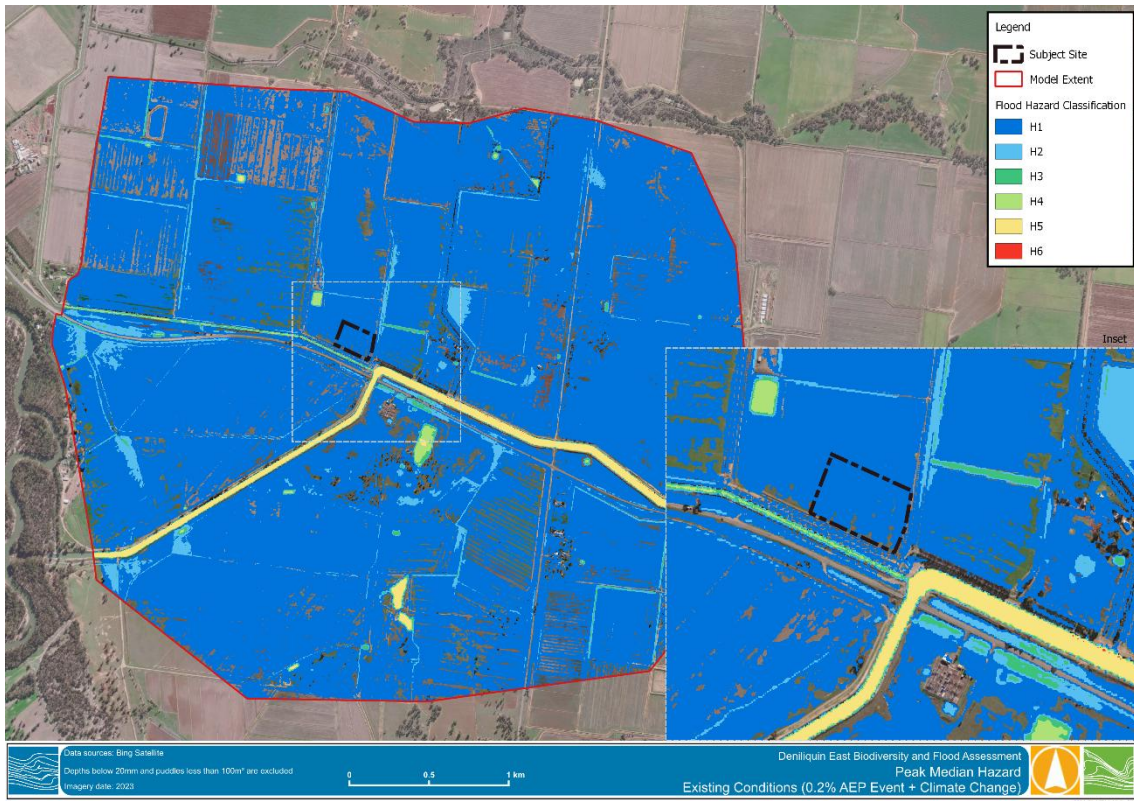 Legend
Subject Site
Model Extent
Flood Hazard Classification
H1
H2
H3
H4
H5
H6
Inset
Data sources: Bing Satellite
Depths below 20mm and puddles less than 100m² are excluded
Imagery date: 2023
0 0.5 1 km
Deniliquin East Biodiversity and Flood Assessment
Peak Median Hazard
Existing Conditions (0.2% AEP Event + Climate Change)